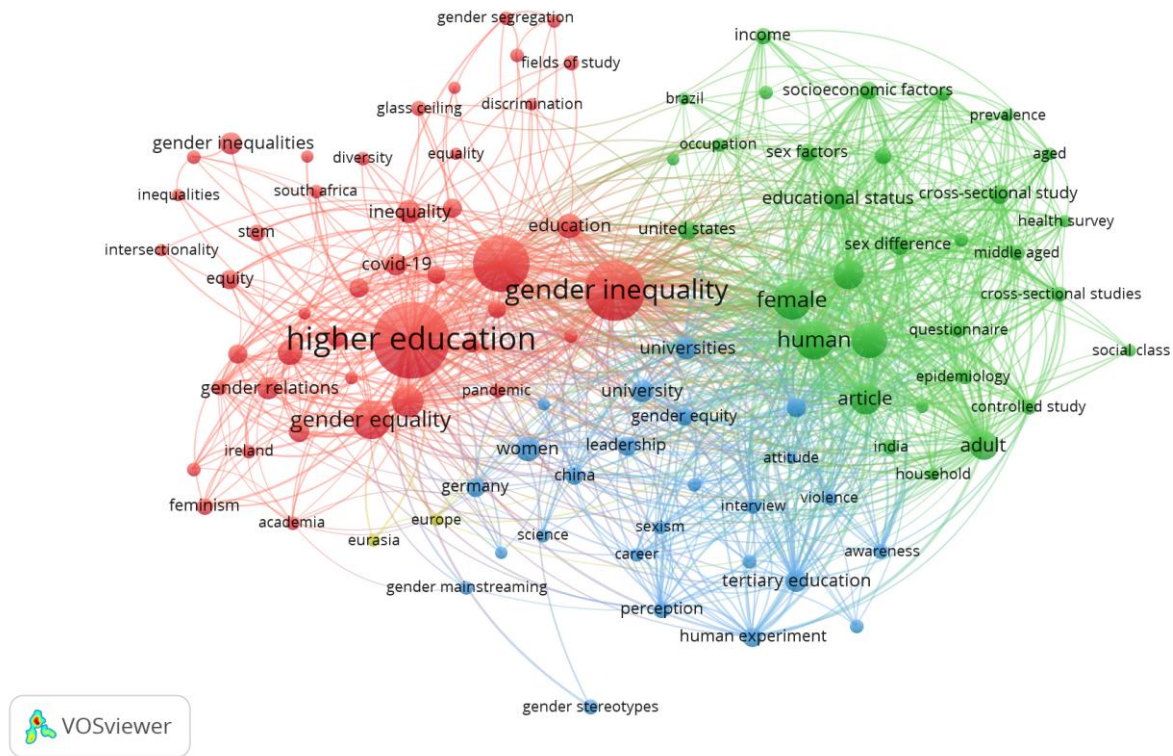 gender segregation
income
fields of study
socioeconomic factors
brazil
glass ceiling
discrimination
prevalence
gender inequalities
occupation
diversity
equality
sex factors
aged
inequalities
south africa
cross-sectional study
educational status
inequality
education
united states
health survey
stem
sex difference
intersectionality
middle aged
covid-19
equity
gender inequality
female
cross-sectional studies
higher education
human
questionnaire
universities
social class
gender relations
pandemic
university
epidemiology
article
controlled study
gender equality
gender equity
women
leadership
adult
ireland
india
attitude
germany
china
household
feminism
interview
violence
academia
europe
eurasia
science
sexism
career
awareness
gender mainstreaming
tertiary education
perception
human experiment
gender stereotypes
VOSviewer